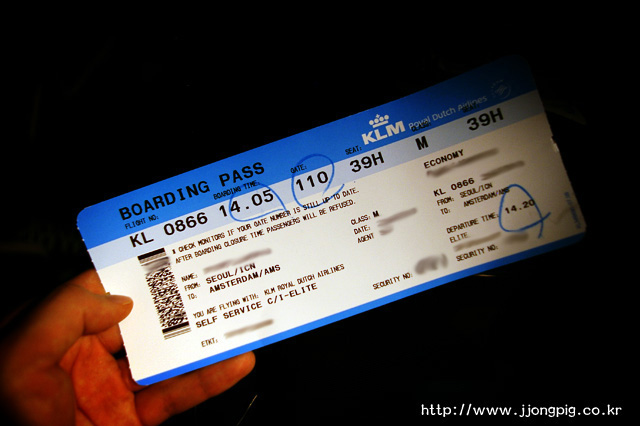 KLM Royal Dutch Airlines
BOARDING PASS
FLIGHT NO: BOARDING TIME: GATE: SEAT:
KL 0866 14.05 110 39H M 39H
* CHECK MONITORS IF YOUR GATE NUMBER IS STILL UP TO DATE.
AFTER BOARDING CLOSURE TIME PASSENGERS WILL BE REFUSED.
NAME:
FROM: SEOUL/ICN
TO: AMSTERDAM/AMS
CLASS: M
DATE:
AGENT
YOU ARE FLYING WITH: KLM ROYAL DUTCH AIRLINES
SELF SERVICE C/I-ELITE
ETKT:
SECURITY NO.
ECONOMY
KL 0866
FROM: SEOUL/ICN
TO: AMSTERDAM/AMS
DEPARTURE TIME: 14.20
ELITE
SECURITY NO:
http://www.jjongpig.co.kr